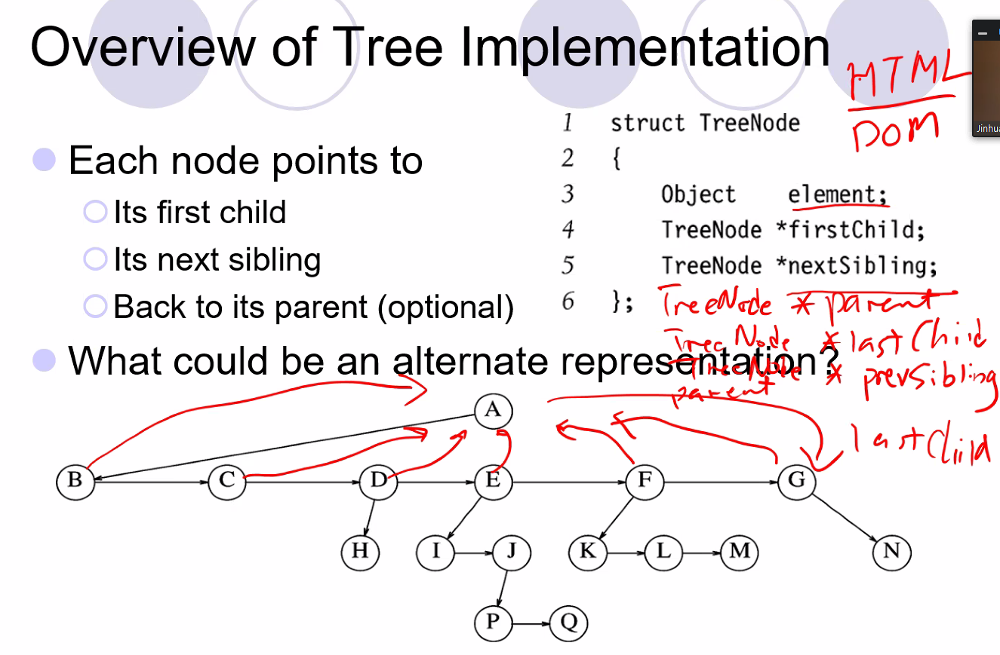 Overview of Tree Implementation
HTML
DOM
Jinhua
Each node points to
Its first child
Its next sibling
Back to its parent (optional)
What could be an alternate representation?
1 struct TreeNode
2 {
3 Object element;
4 TreeNode *firstChild;
5 TreeNode *nextSibling;
6 };
TreeNode * parent
TreeNode * lastChild
TreeNode * prevSibling
parent
lastChild
A
B C D E F G
H I J K L M N
P Q